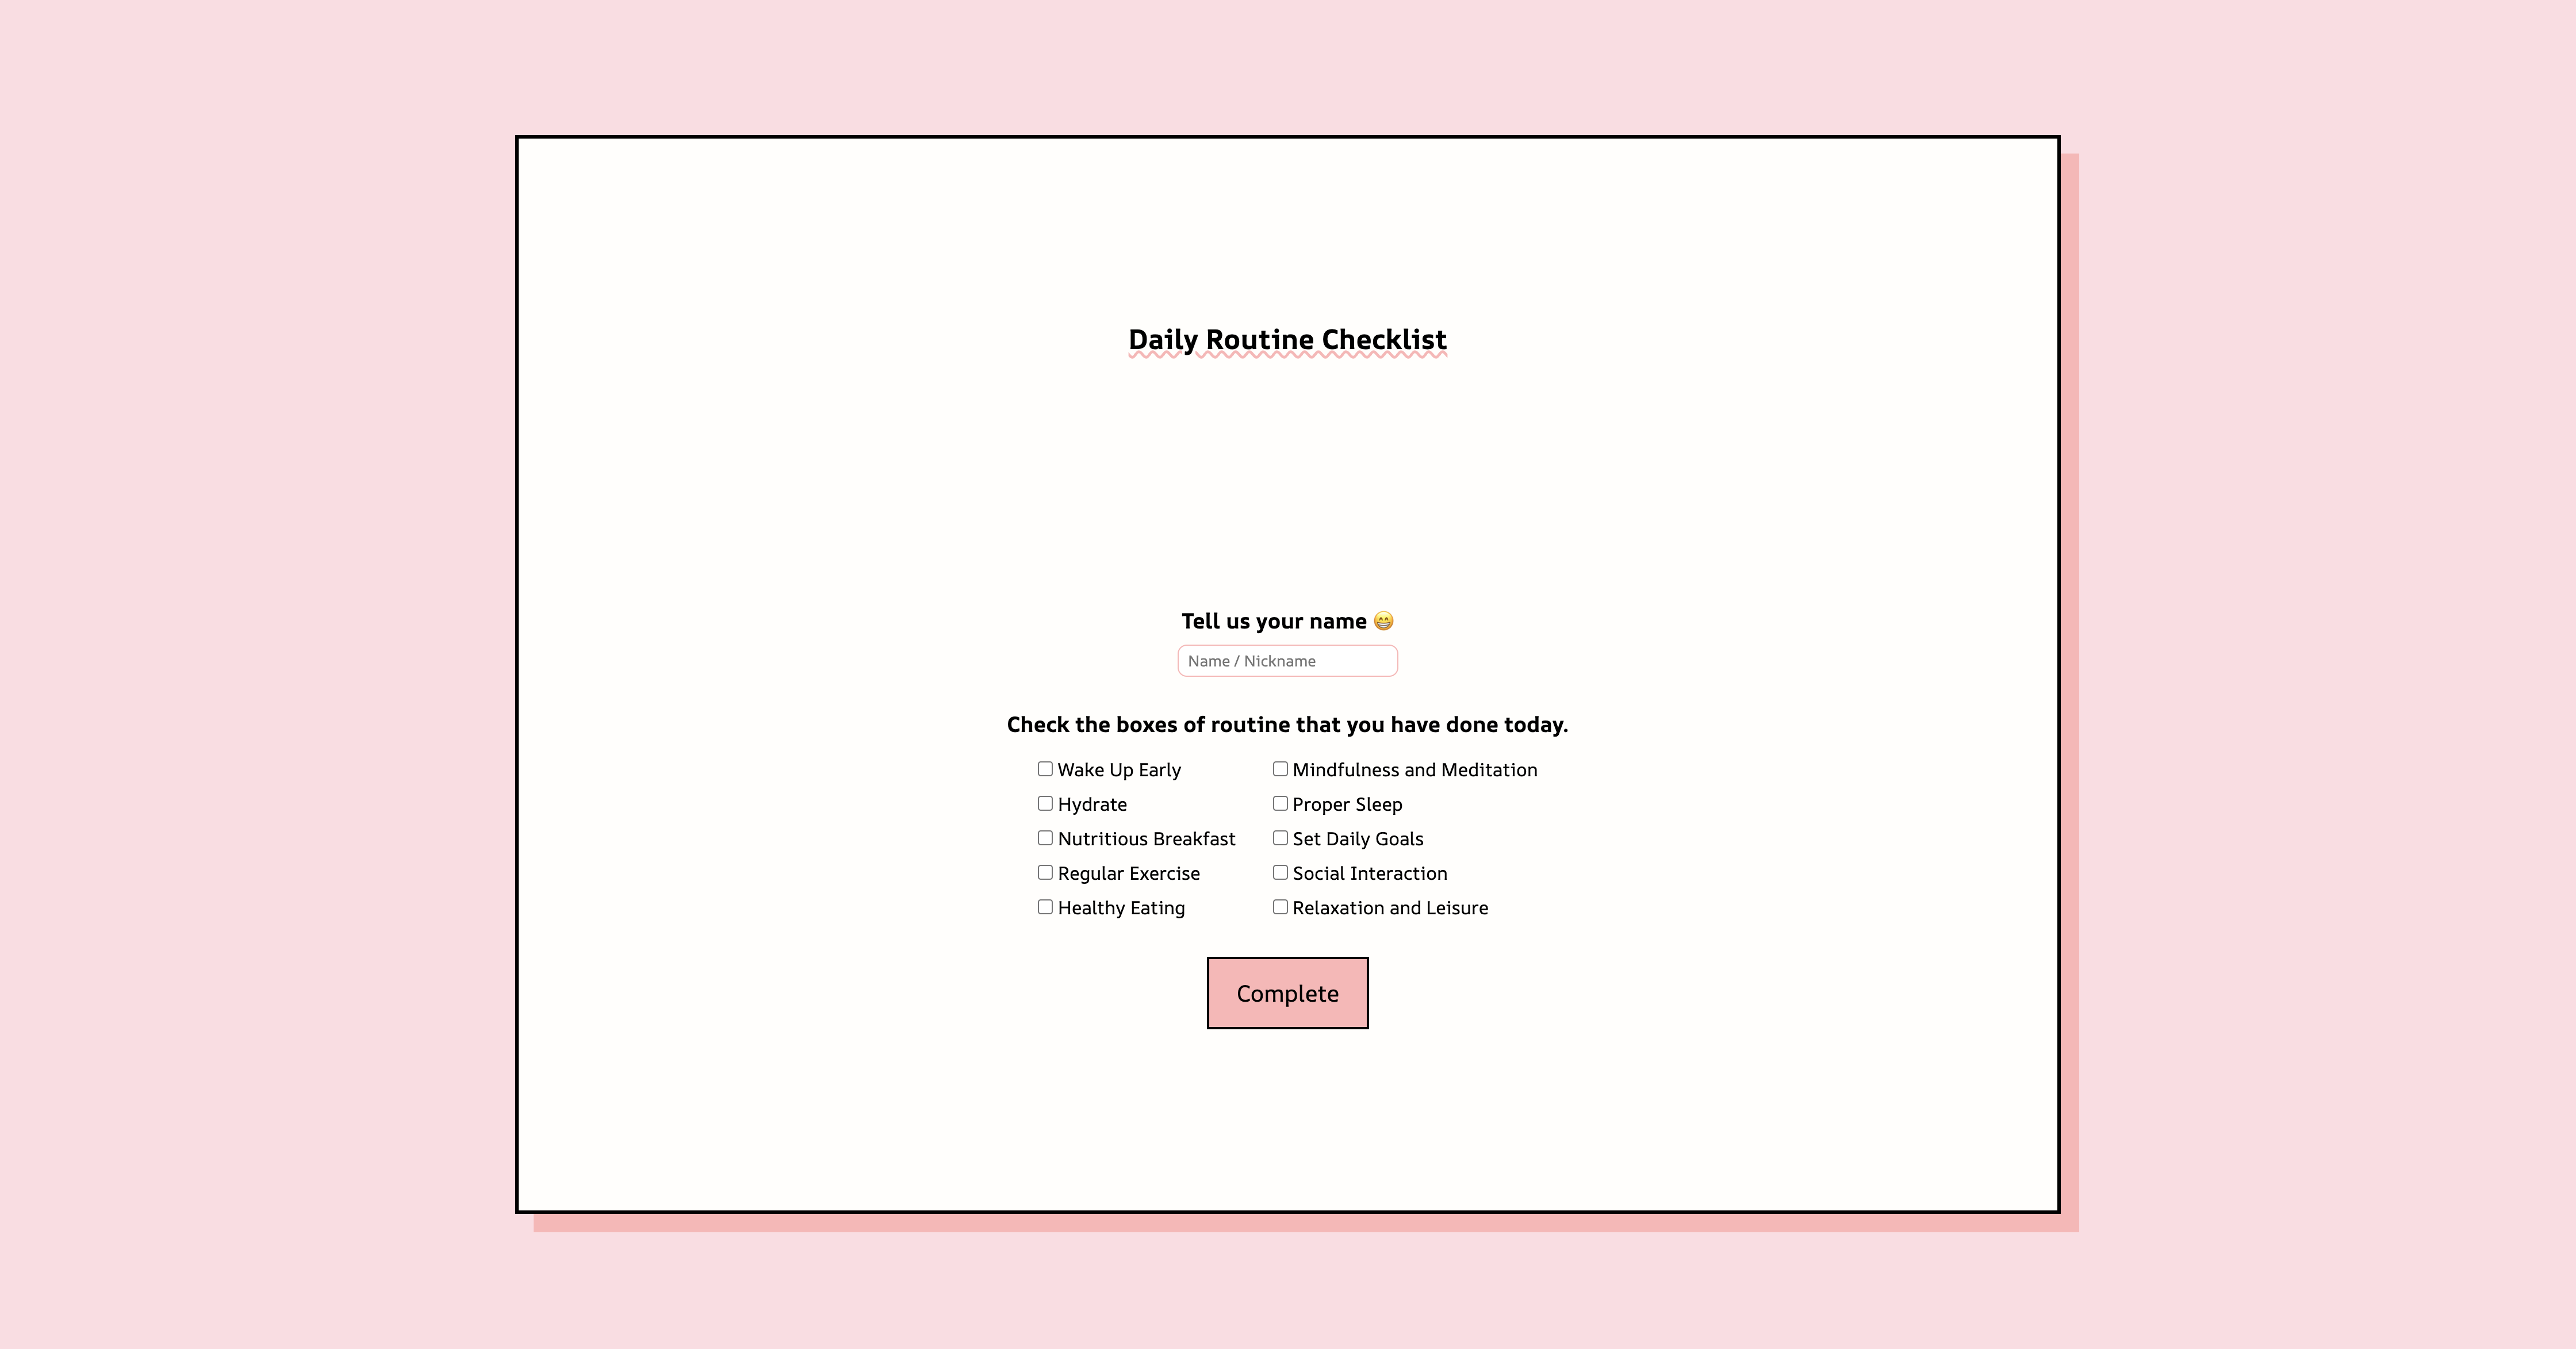 Daily Routine Checklist
Tell us your name 😁
Name / Nickname
Check the boxes of routine that you have done today.
Wake Up Early
Hydrate
Nutritious Breakfast
Regular Exercise
Healthy Eating
Mindfulness and Meditation
Proper Sleep
Set Daily Goals
Social Interaction
Relaxation and Leisure
Complete